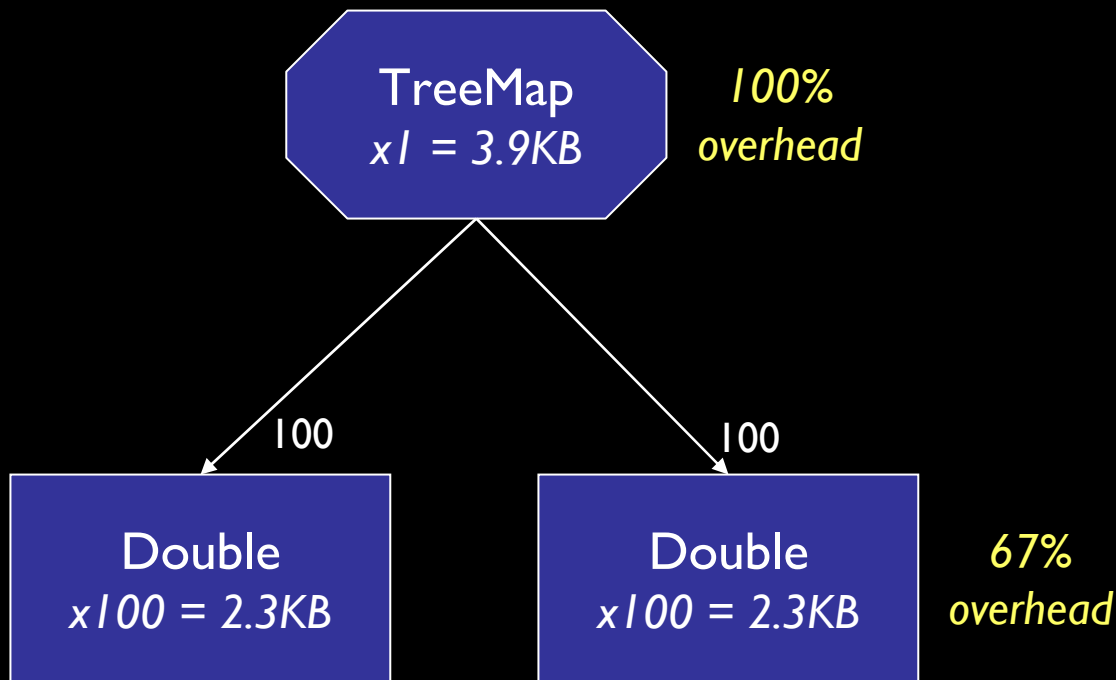 TreeMap
x1 = 3.9KB
100%
overhead
100
100
Double
x100 = 2.3KB
Double
x100 = 2.3KB
67%
overhead